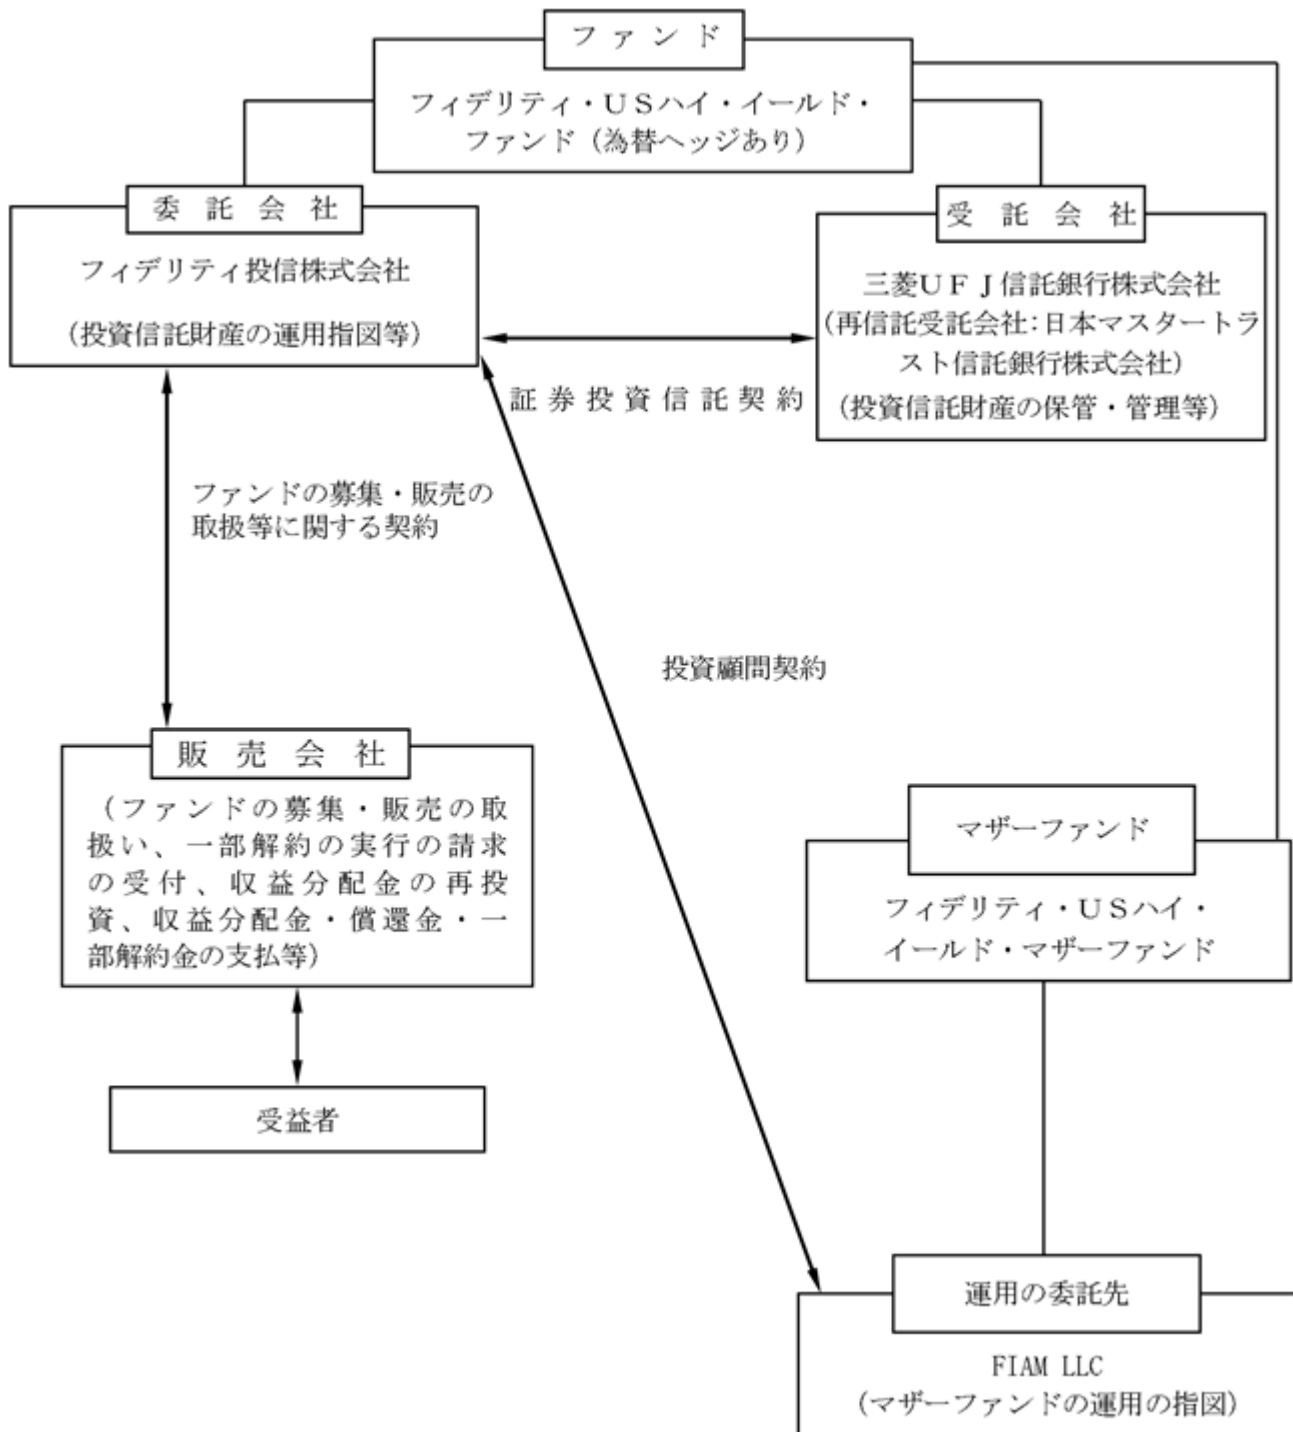 ファンド
フィデリティ・ＵＳハイ・イールド・
ファンド（為替ヘッジあり）
委託会社
フィデリティ投信株式会社
（投資信託財産の運用指図等）
受託会社
三菱ＵＦＪ信託銀行株式会社
（再信託受託会社：日本マスタートラ
スト信託銀行株式会社）
（投資信託財産の保管・管理等）
証券投資信託契約
ファンドの募集・販売の
取扱等に関する契約
投資顧問契約
販売会社
（ファンドの募集・販売の取
扱い、一部解約の実行の請求
の受付、収益分配金の再投
資、収益分配金・償還金・一
部解約金の支払等）
受益者
マザーファンド
フィデリティ・ＵＳハイ・
イールド・マザーファンド
運用の委託先
FIAM LLC
（マザーファンドの運用の指図）